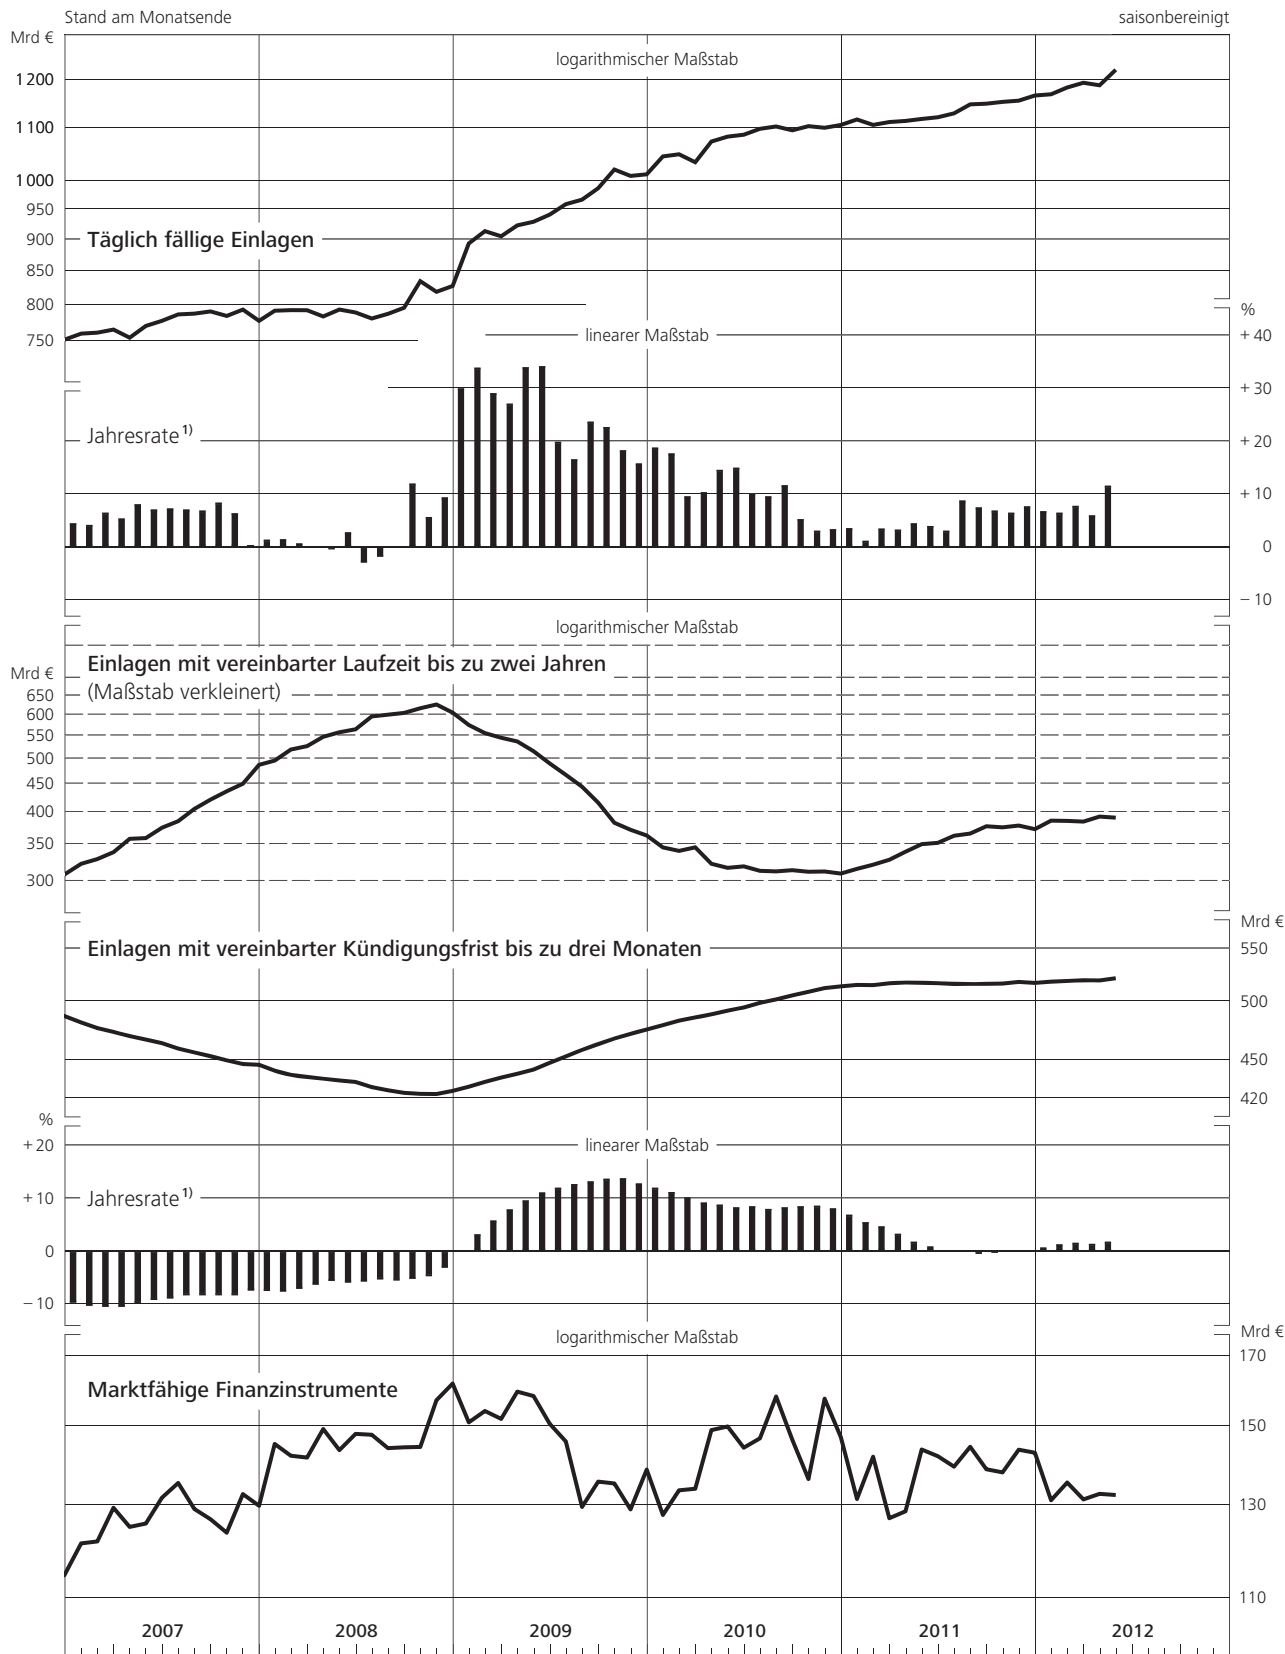 Stand am Monatsende saisonbereinigt
Mrd €
logarithmischer Maßstab
1 200
1 100
1 000
950
900
Täglich fällige Einlagen
850
800
750
%
linearer Maßstab
+ 40
+ 30
+ 20
+ 10
0
− 10
Jahresrate 1)
logarithmischer Maßstab
Einlagen mit vereinbarter Laufzeit bis zu zwei Jahren
(Maßstab verkleinert)
Mrd €
650
600
550
500
450
400
350
300
Mrd €
Einlagen mit vereinbarter Kündigungsfrist bis zu drei Monaten
550
500
450
420
%
linearer Maßstab
+ 20
+ 10
Jahresrate 1)
0
− 10
logarithmischer Maßstab
Mrd €
170
Marktfähige Finanzinstrumente
150
130
110
2007 2008 2009 2010 2011 2012